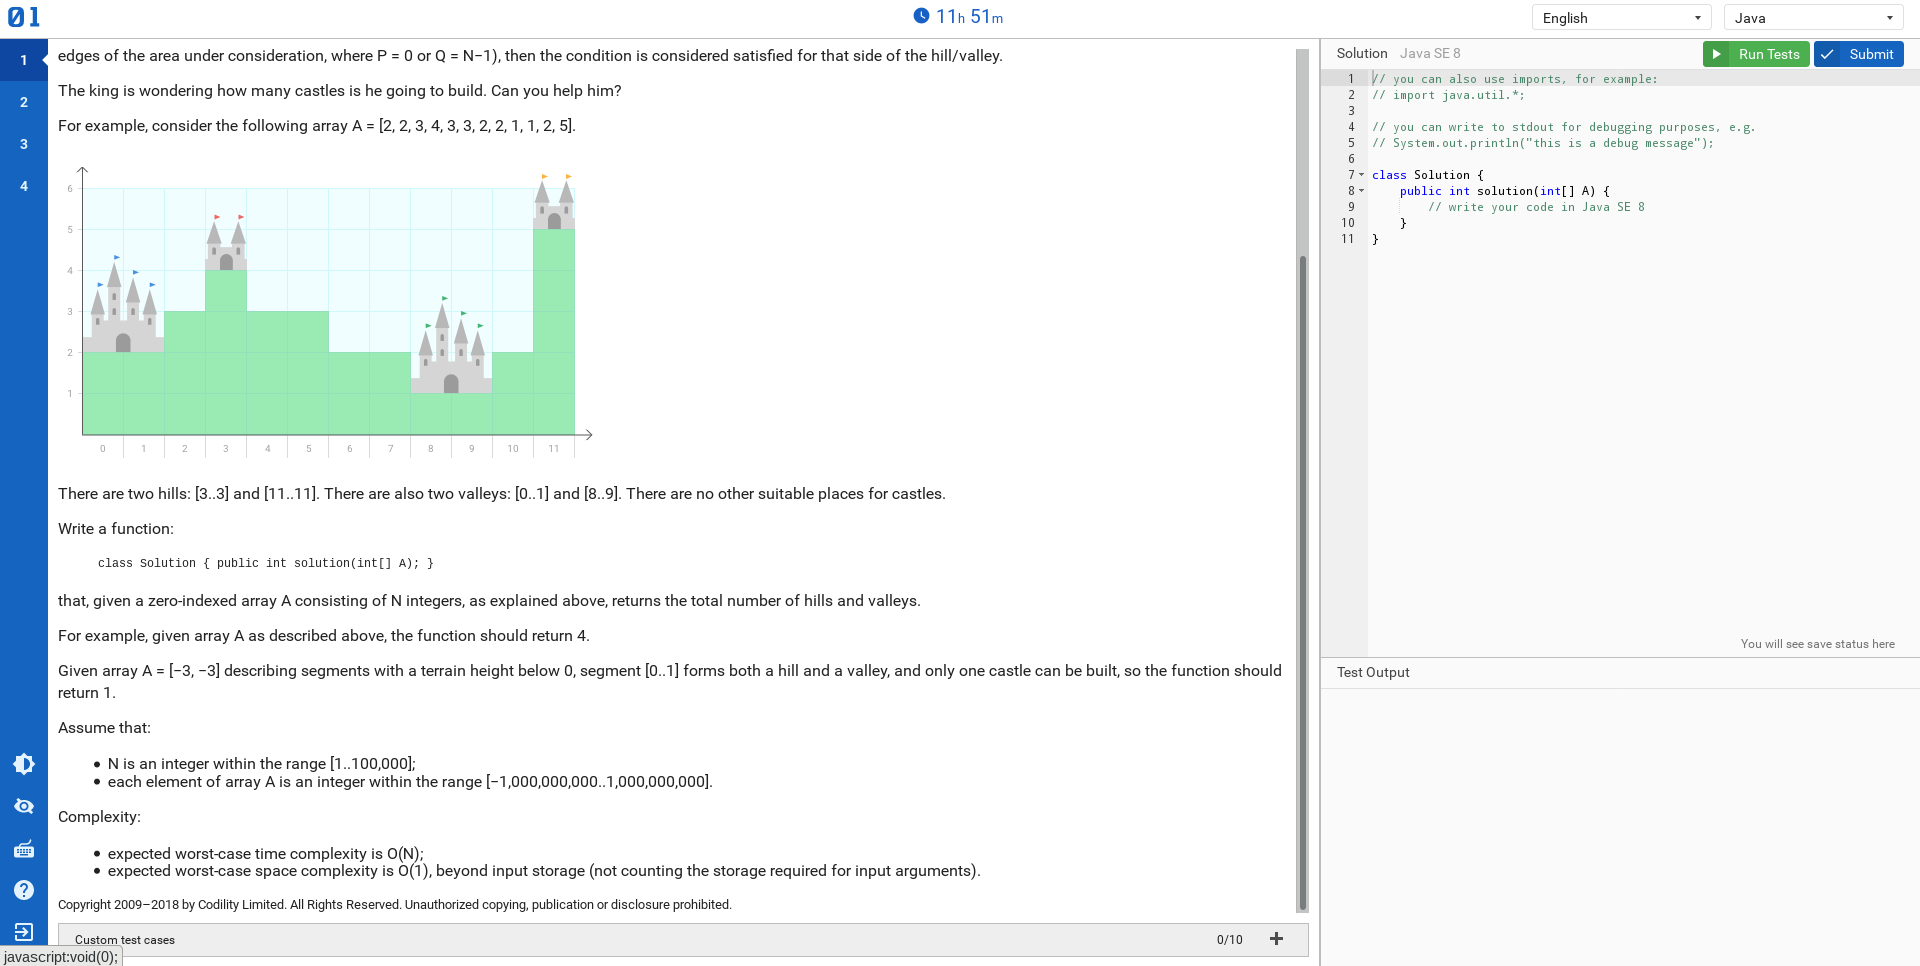 01
11h 51m
English
Java
1
2
3
4
edges of the area under consideration, where P = 0 or Q = N−1), then the condition is considered satisfied for that side of the hill/valley.
The king is wondering how many castles is he going to build. Can you help him?
For example, consider the following array A = [2, 2, 3, 4, 3, 3, 2, 2, 1, 1, 2, 5].
6
5
4
3
2
1
0 1 2 3 4 5 6 7 8 9 10 11
There are two hills: [3..3] and [11..11]. There are also two valleys: [0..1] and [8..9]. There are no other suitable places for castles.
Write a function:
class Solution { public int solution(int[] A); }
that, given a zero-indexed array A consisting of N integers, as explained above, returns the total number of hills and valleys.
For example, given array A as described above, the function should return 4.
Given array A = [−3, −3] describing segments with a terrain height below 0, segment [0..1] forms both a hill and a valley, and only one castle can be built, so the function should
return 1.
Assume that:
• N is an integer within the range [1..100,000];
• each element of array A is an integer within the range [−1,000,000,000..1,000,000,000].
Complexity:
• expected worst-case time complexity is O(N);
• expected worst-case space complexity is O(1), beyond input storage (not counting the storage required for input arguments).
Copyright 2009–2018 by Codility Limited. All Rights Reserved. Unauthorized copying, publication or disclosure prohibited.
Custom test cases
0/10
javascript:void(0);
Solution Java SE 8
Run Tests
Submit
1 // you can also use imports, for example:
2 // import java.util.*;
3
4 // you can write to stdout for debugging purposes, e.g.
5 // System.out.println("this is a debug message");
6
7 class Solution {
8 public int solution(int[] A) {
9 // write your code in Java SE 8
10 }
11 }
You will see save status here
Test Output